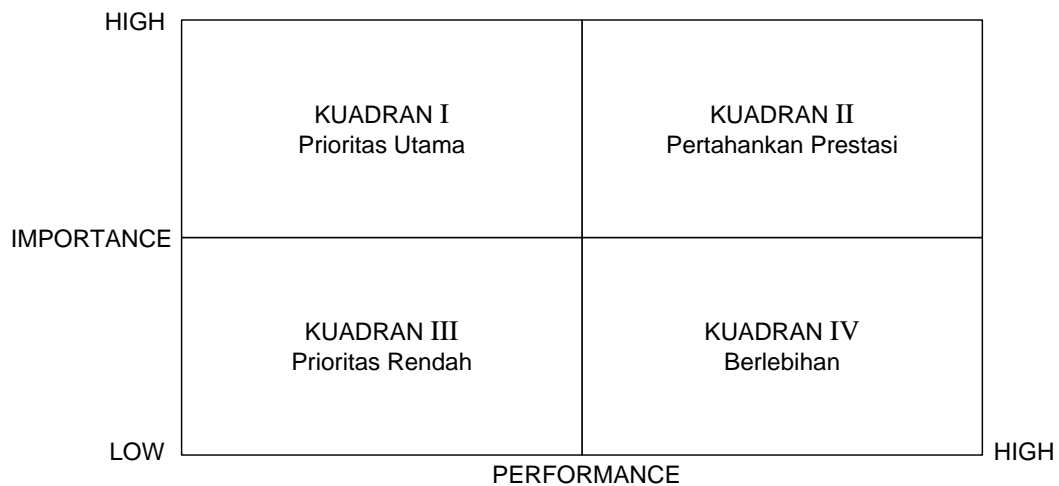 HIGH
KUADRAN I
Prioritas Utama
KUADRAN II
Pertahankan Prestasi
IMPORTANCE
KUADRAN III
Prioritas Rendah
KUADRAN IV
Berlebihan
LOW
HIGH
PERFORMANCE